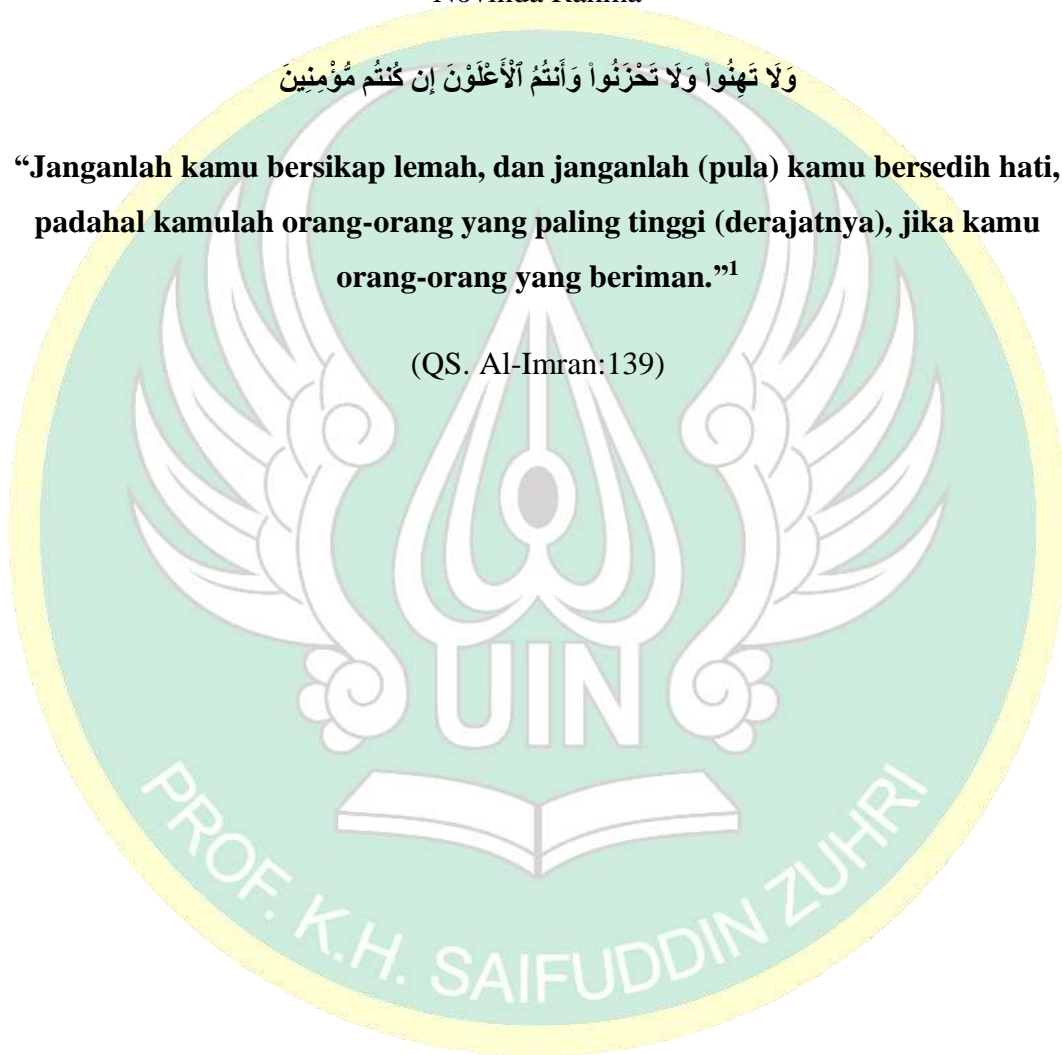 وَلَا تَهِنُوا۟ وَلَا تَحْزَنُوا۟ وَأَنتُمُ ٱلْأَعْلَوْنَ إِن كُنتُم مُّؤْمِنِينَ
“Janganlah kamu bersikap lemah, dan janganlah (pula) kamu bersedih hati,
padahal kamulah orang-orang yang paling tinggi (derajatnya), jika kamu
orang-orang yang beriman.”1
(QS. Al-Imran:139)
UIN
PROF. K.H. SAIFUDDIN ZUHRI